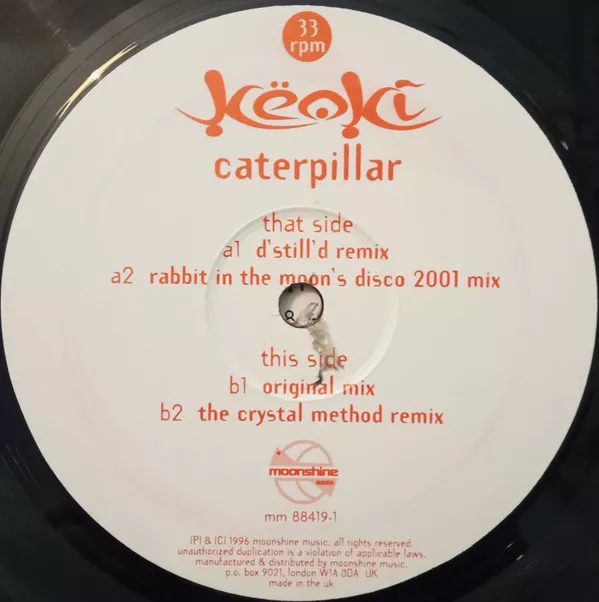 33
rpm
Këoki
caterpillar
that side
a1 d'still'd remix
a2 rabbit in the moon's disco 2001 mix
this side
b1 original mix
b2 the crystal method remix
moonshine
music
mm 88419-1
(P) & (C) 1996 moonshine music. all rights reserved.
unauthorized duplication is a violation of applicable laws.
manufactured & distributed by moonshine music.
p.o. box 9021, london W1A 0DA UK
made in the uk